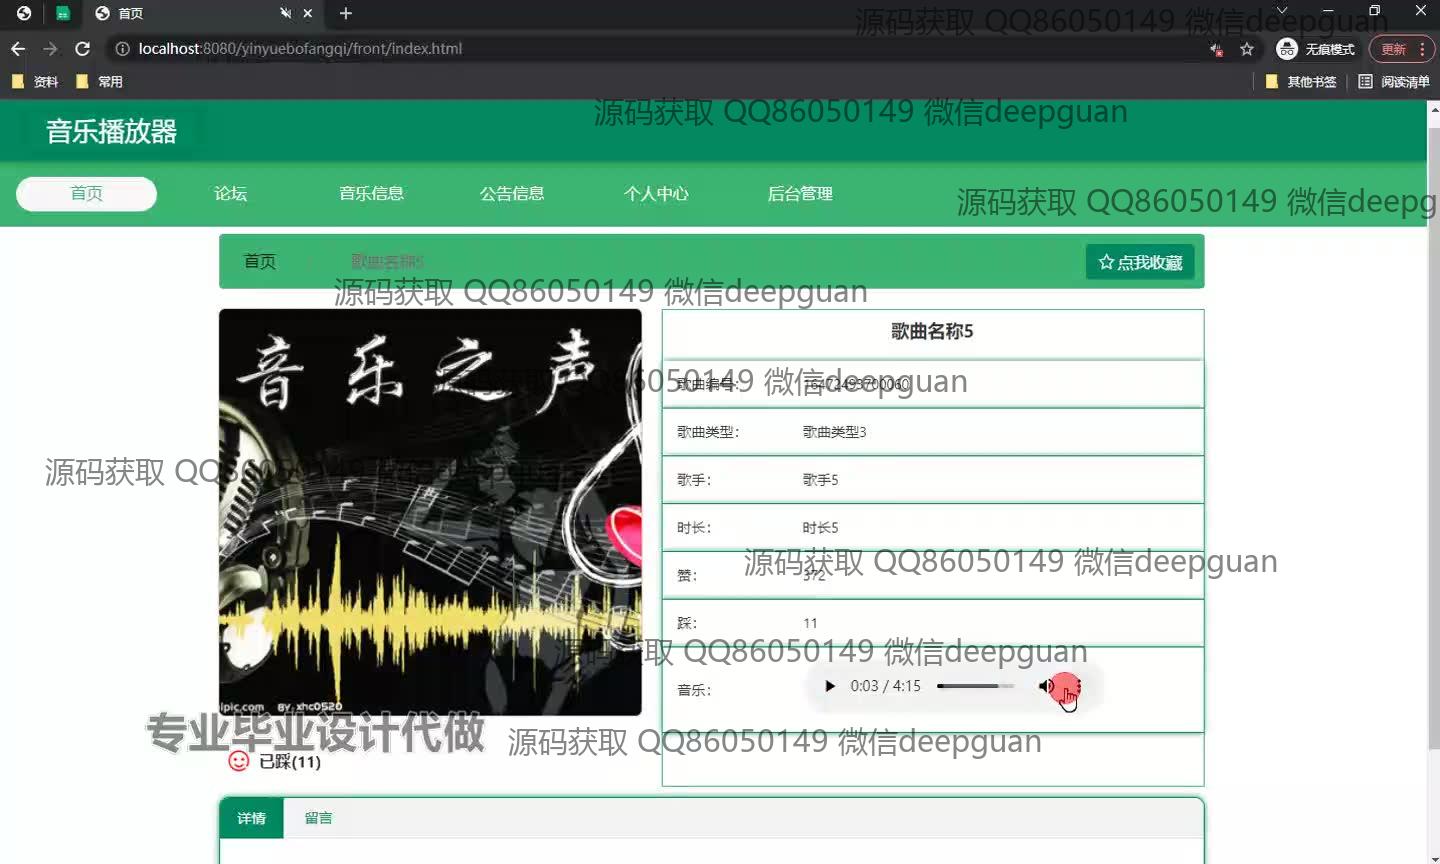 首页
源码获取 QQ86050149 微信deepguan
localhost:8080/yinyuebofangqi/front/index.html
无痕模式
更新
资料
常用
其他书签
阅读清单
源码获取 QQ86050149 微信deepguan
音乐播放器
首页
论坛
音乐信息
公告信息
个人中心
后台管理
源码获取 QQ86050149 微信deepg
首页
歌曲名称5
点我收藏
源码获取 QQ86050149 微信deepguan
音乐之声
歌曲名称5
歌曲编号：
源码获取 QQ86050149 微信deepguan
歌曲类型：
歌曲类型3
源码获取 QQ86050149
歌手：
歌手5
时长：
时长5
源码获取 QQ86050149 微信deepguan
赞：
372
踩：
11
源码获取 QQ86050149 微信deepguan
音乐：
0:03 / 4:15
ipic.com BY: xhc0520
专业毕业设计代做
源码获取 QQ86050149 微信deepguan
已踩(11)
详情
留言